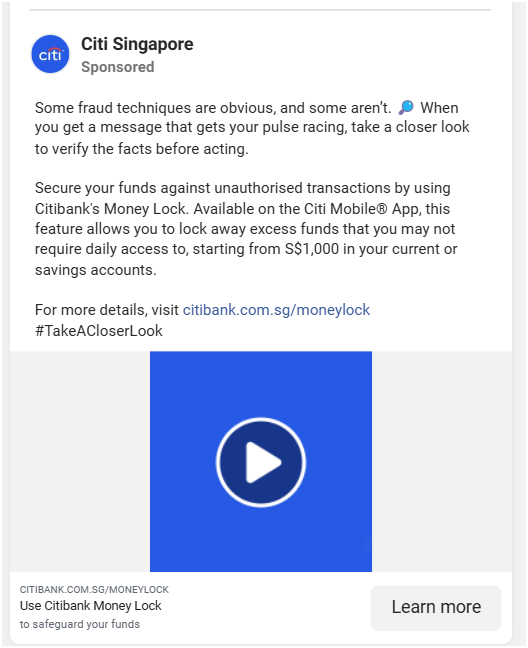 citi
Citi Singapore
Sponsored
Some fraud techniques are obvious, and some aren't. 🔎 When
you get a message that gets your pulse racing, take a closer look
to verify the facts before acting.
Secure your funds against unauthorised transactions by using
Citibank's Money Lock. Available on the Citi Mobile® App, this
feature allows you to lock away excess funds that you may not
require daily access to, starting from S$1,000 in your current or
savings accounts.
For more details, visit citibank.com.sg/moneylock
#TakeACloserLook
CITIBANK.COM.SG/MONEYLOCK
Use Citibank Money Lock
to safeguard your funds
Learn more